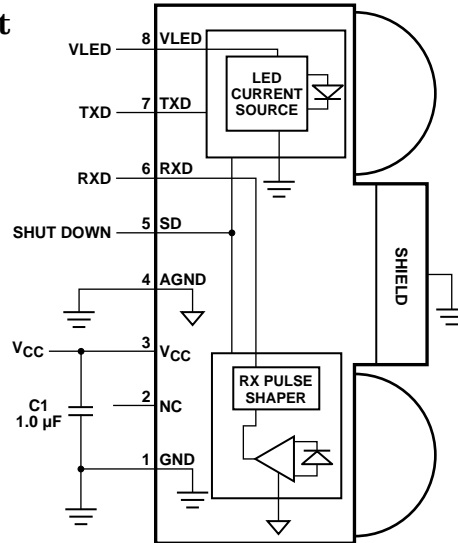 t
8 VLED
VLED
LED
CURRENT
SOURCE
7 TXD
TXD
6 RXD
RXD
5 SD
SHUT DOWN
4 AGND
SHIELD
3 VCC
VCC
RX PULSE
SHAPER
2 NC
C1
1.0 µF
1 GND